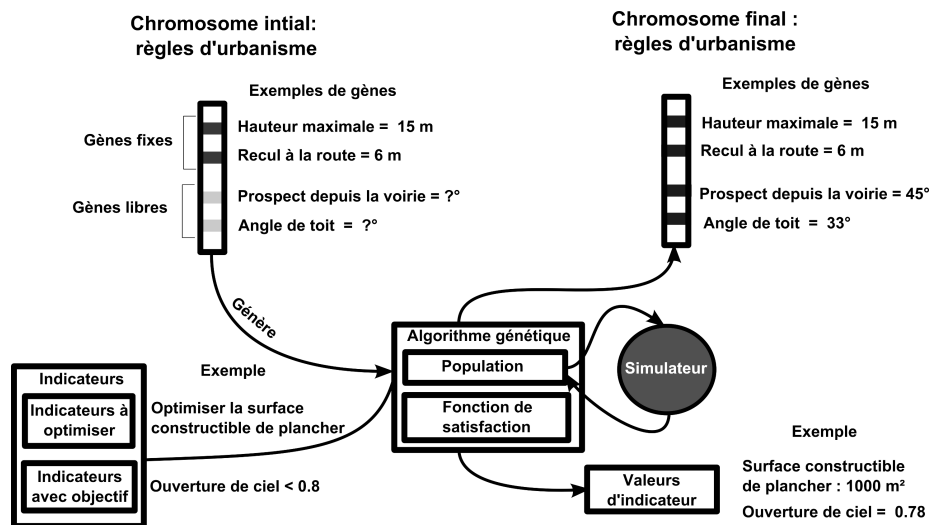 Chromosome intial:
règles d'urbanisme
Exemples de gènes
Gènes fixes
Hauteur maximale = 15 m
Recul à la route = 6 m
Gènes libres
Prospect depuis la voirie = ?°
Angle de toit = ?°
Chromosome final :
règles d'urbanisme
Exemples de gènes
Hauteur maximale = 15 m
Recul à la route = 6 m
Prospect depuis la voirie = 45°
Angle de toit = 33°
Génère
Algorithme génétique
Population
Fonction de
satisfaction
Simulateur
Exemple
Indicateurs
Indicateurs à
optimiser
Optimiser la surface
constructible de plancher
Indicateurs
avec objectif
Ouverture de ciel < 0.8
Valeurs
d'indicateur
Exemple
Surface constructible
de plancher : 1000 m²
Ouverture de ciel = 0.78